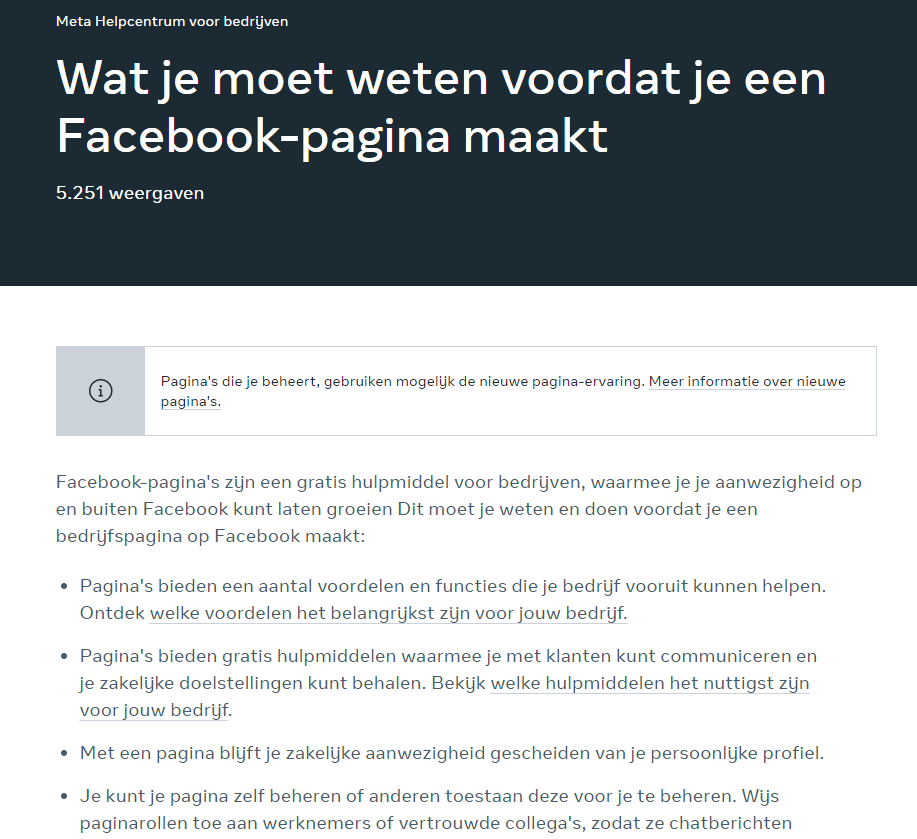 Meta Helpcentrum voor bedrijven
Wat je moet weten voordat je een
Facebook-pagina maakt
5.251 weergaven
Pagina's die je beheert, gebruiken mogelijk de nieuwe pagina-ervaring. Meer informatie over nieuwe
pagina's.
Facebook-pagina's zijn een gratis hulpmiddel voor bedrijven, waarmee je je aanwezigheid op
en buiten Facebook kunt laten groeien Dit moet je weten en doen voordat je een
bedrijfspagina op Facebook maakt:
• Pagina's bieden een aantal voordelen en functies die je bedrijf vooruit kunnen helpen.
Ontdek welke voordelen het belangrijkst zijn voor jouw bedrijf.
• Pagina's bieden gratis hulpmiddelen waarmee je met klanten kunt communiceren en
je zakelijke doelstellingen kunt behalen. Bekijk welke hulpmiddelen het nuttigst zijn
voor jouw bedrijf.
• Met een pagina blijft je zakelijke aanwezigheid gescheiden van je persoonlijke profiel.
• Je kunt je pagina zelf beheren of anderen toestaan deze voor je te beheren. Wijs
paginarollen toe aan werknemers of vertrouwde collega's, zodat ze chatberichten